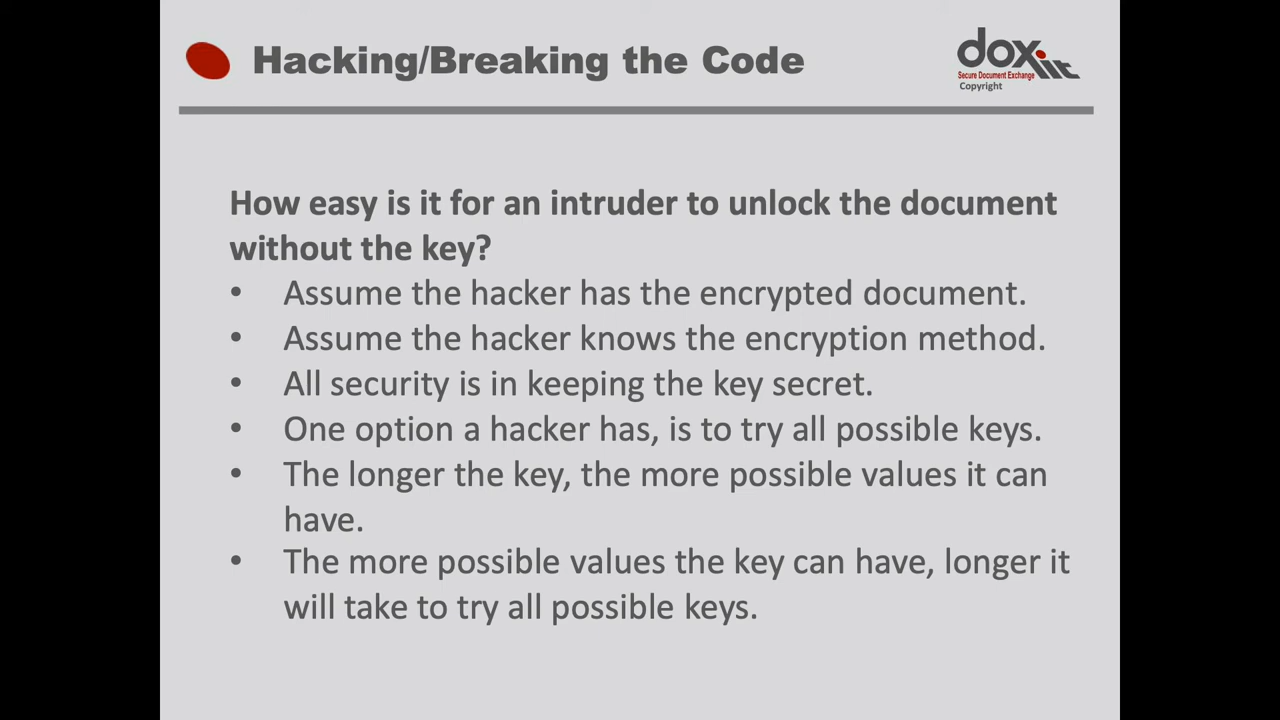 Hacking/Breaking the Code
dox-iit
Secure Document Exchange
Copyright
How easy is it for an intruder to unlock the document
without the key?
• Assume the hacker has the encrypted document.
• Assume the hacker knows the encryption method.
• All security is in keeping the key secret.
• One option a hacker has, is to try all possible keys.
• The longer the key, the more possible values it can
have.
• The more possible values the key can have, longer it
will take to try all possible keys.